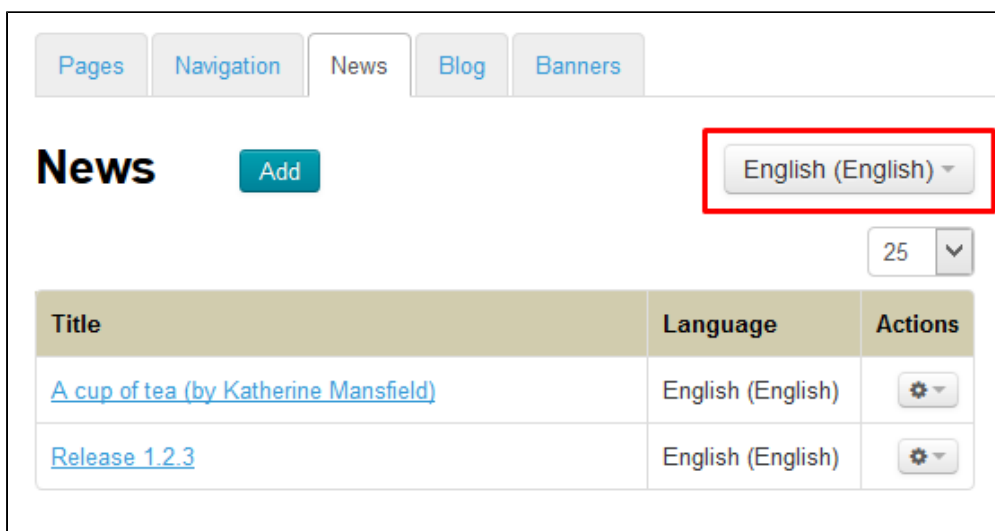 Pages Navigation News Blog Banners
News Add English (English)
25
Title Language Actions
A cup of tea (by Katherine Mansfield) English (English)
Release 1.2.3 English (English)